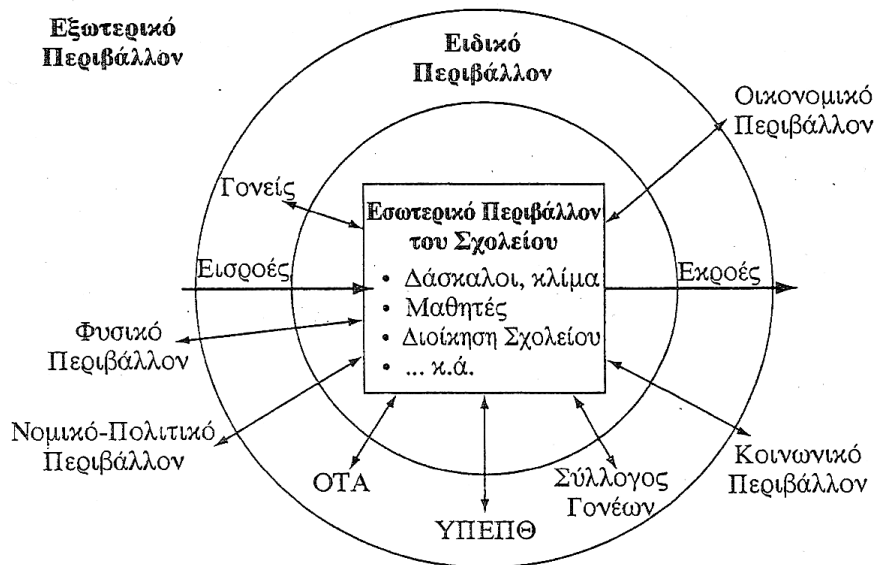 Εξωτερικό
Περιβάλλον
Ειδικό
Περιβάλλον
Οικονομικό
Περιβάλλον
Γονείς
Εσωτερικό Περιβάλλον
του Σχολείου
• Δάσκαλοι, κλίμα
• Μαθητές
• Διοίκηση Σχολείου
• ... κ.ά.
Εισροές
Εκροές
Φυσικό
Περιβάλλον
Νομικό-Πολιτικό
Περιβάλλον
ΟΤΑ
ΥΠΕΠΘ
Σύλλογος
Γονέων
Κοινωνικό
Περιβάλλον